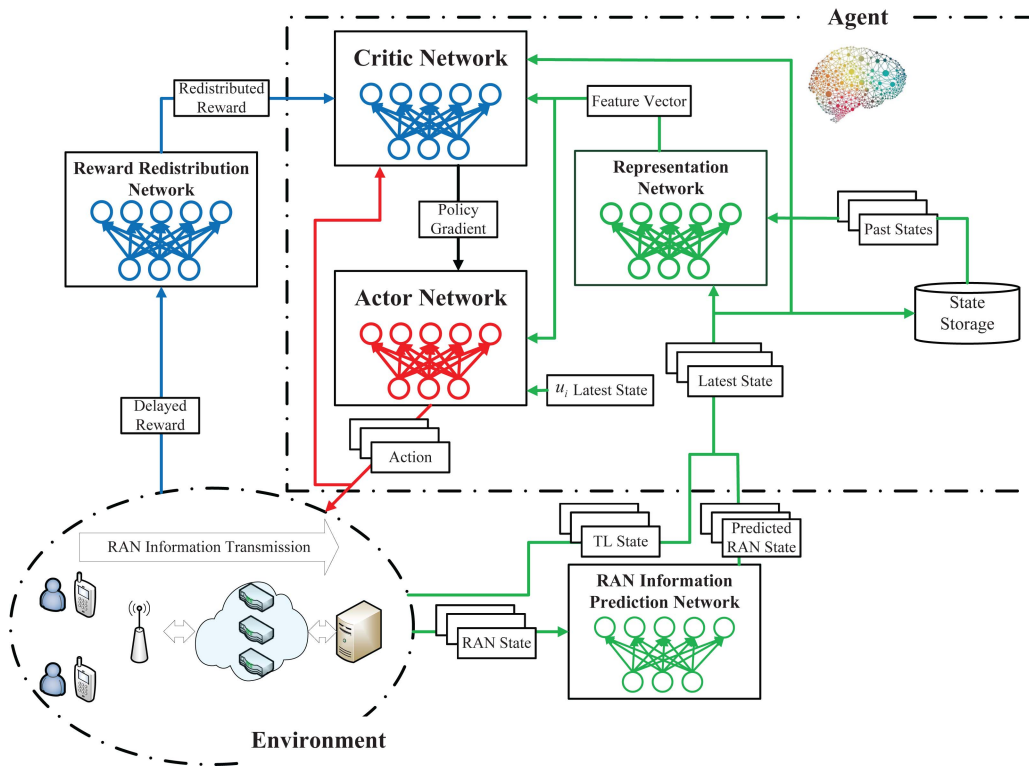 Agent
Critic Network
Redistributed
Reward
Feature Vector
Reward Redistribution
Network
Representation
Network
Policy
Gradient
Past States
Actor Network
State
Storage
Latest State
u_i Latest State
Delayed
Reward
Action
RAN Information Transmission
TL State
Predicted
RAN State
RAN Information
Prediction Network
RAN State
Environment